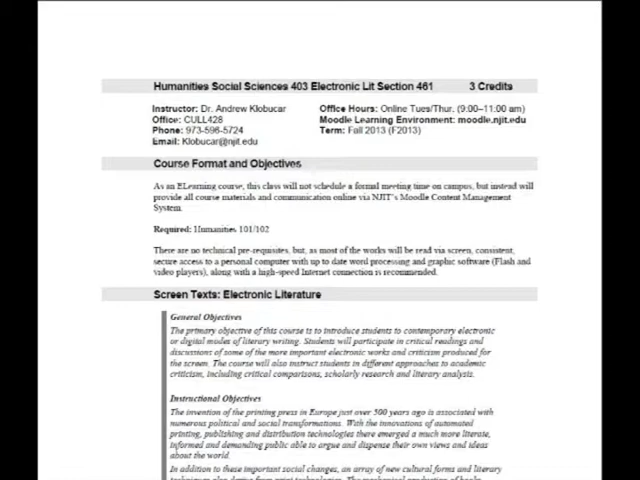 Humanities Social Sciences 403 Electronic Lit Section 461 3 Credits
Instructor: Dr. Andrew Klobucar
Office: CULL428
Phone: 973-596-5724
Email: Klobucar@njit.edu
Office Hours: Online Tues/Thur. (9:00–11:00 am)
Moodle Learning Environment: moodle.njit.edu
Term: Fall 2013 (F2013)
Course Format and Objectives
As an ELearning course, this class will not schedule a formal meeting time on campus, but instead will
provide all course materials and communication online via NJIT's Moodle Content Management
System.
Required: Humanities 101/102
There are no technical pre-requisites, but, as most of the works will be read via screen, consistent,
secure access to a personal computer with up to date word processing and graphic software (Flash and
video players), along with a high-speed Internet connection is recommended.
Screen Texts: Electronic Literature
General Objectives
The primary objective of this course is to introduce students to contemporary electronic
or digital modes of literary writing. Students will participate in critical readings and
discussions of some of the more important electronic works and criticism produced for
the screen. The course will also instruct students in different approaches to academic
criticism, including critical comparisons, scholarly research and literary analysis.
Instructional Objectives
The invention of the printing press in Europe just over 500 years ago is associated with
numerous political and social transformations. With the innovations of automated
printing, publishing and distribution technologies there emerged a much more literate,
informed and demanding public able to argue and dispense their own views and ideas
about the world.
In addition to these important social changes, an array of new cultural forms and literary